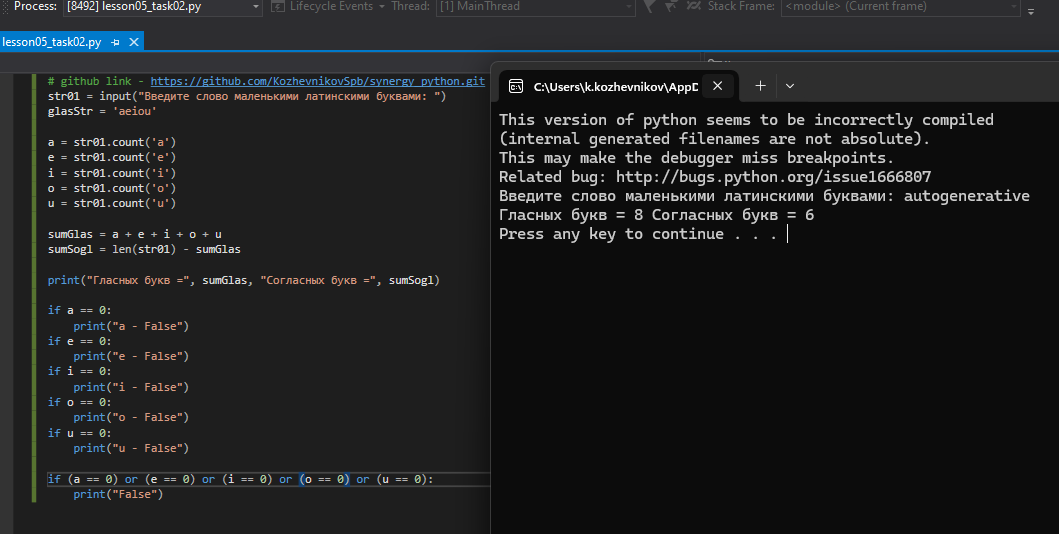 Process: [8492] lesson05_task02.py Lifecycle Events Thread: [1] MainThread Stack Frame: <module> (Current frame)
lesson05_task02.py
# github link - https://github.com/KozhevnikovSpb/synergy_python.git
str01 = input("Введите слово маленькими латинскими буквами: ")
glasStr = 'aeiou'
a = str01.count('a')
e = str01.count('e')
i = str01.count('i')
o = str01.count('o')
u = str01.count('u')
sumGlas = a + e + i + o + u
sumSogl = len(str01) - sumGlas
print("Гласных букв =", sumGlas, "Согласных букв =", sumSogl)
if a == 0:
    print("a - False")
if e == 0:
    print("e - False")
if i == 0:
    print("i - False")
if o == 0:
    print("o - False")
if u == 0:
    print("u - False")
if (a == 0) or (e == 0) or (i == 0) or (o == 0) or (u == 0):
    print("False")
C:\Users\k.kozhevnikov\AppD
This version of python seems to be incorrectly compiled
(internal generated filenames are not absolute).
This may make the debugger miss breakpoints.
Related bug: http://bugs.python.org/issue1666807
Введите слово маленькими латинскими буквами: autogenerative
Гласных букв = 8 Согласных букв = 6
Press any key to continue . . .